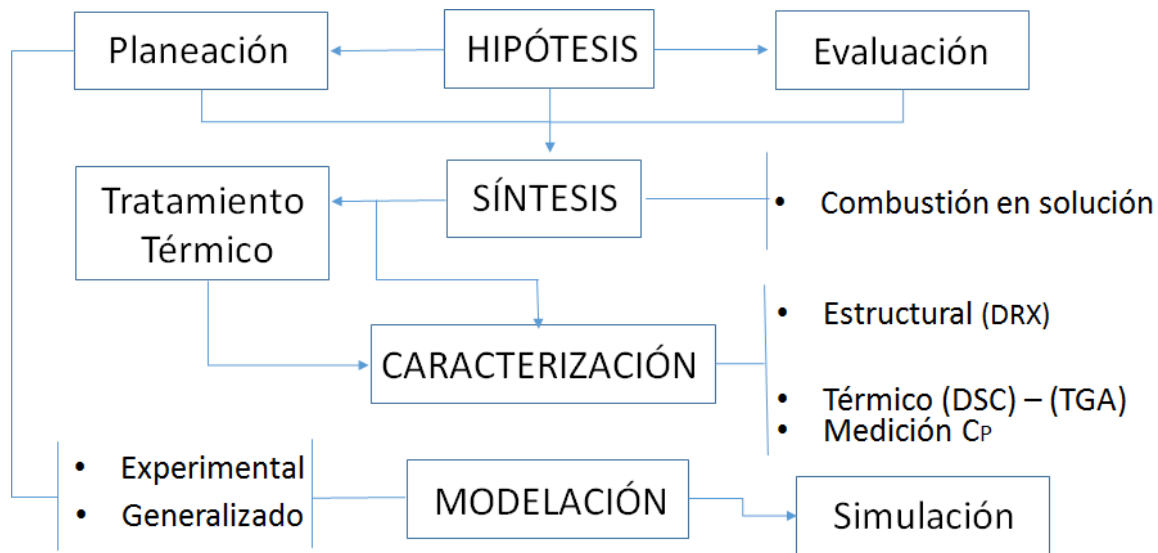 Planeación
HIPÓTESIS
Evaluación
Tratamiento
Térmico
SÍNTESIS
• Combustión en solución
CARACTERIZACIÓN
• Estructural (DRX)
• Térmico (DSC) – (TGA)
• Medición CP
• Experimental
• Generalizado
MODELACIÓN
Simulación